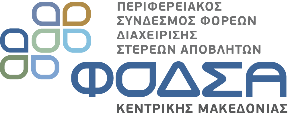 ΠΕΡΙΦΕΡΕΙΑΚΟΣ
ΣΥΝΔΕΣΜΟΣ ΦΟΡΕΩΝ
ΔΙΑΧΕΙΡΙΣΗΣ
ΣΤΕΡΕΩΝ ΑΠΟΒΛΗΤΩΝ
ΦΟΔΣΑ
ΚΕΝΤΡΙΚΗΣ ΜΑΚΕΔΟΝΙΑΣ